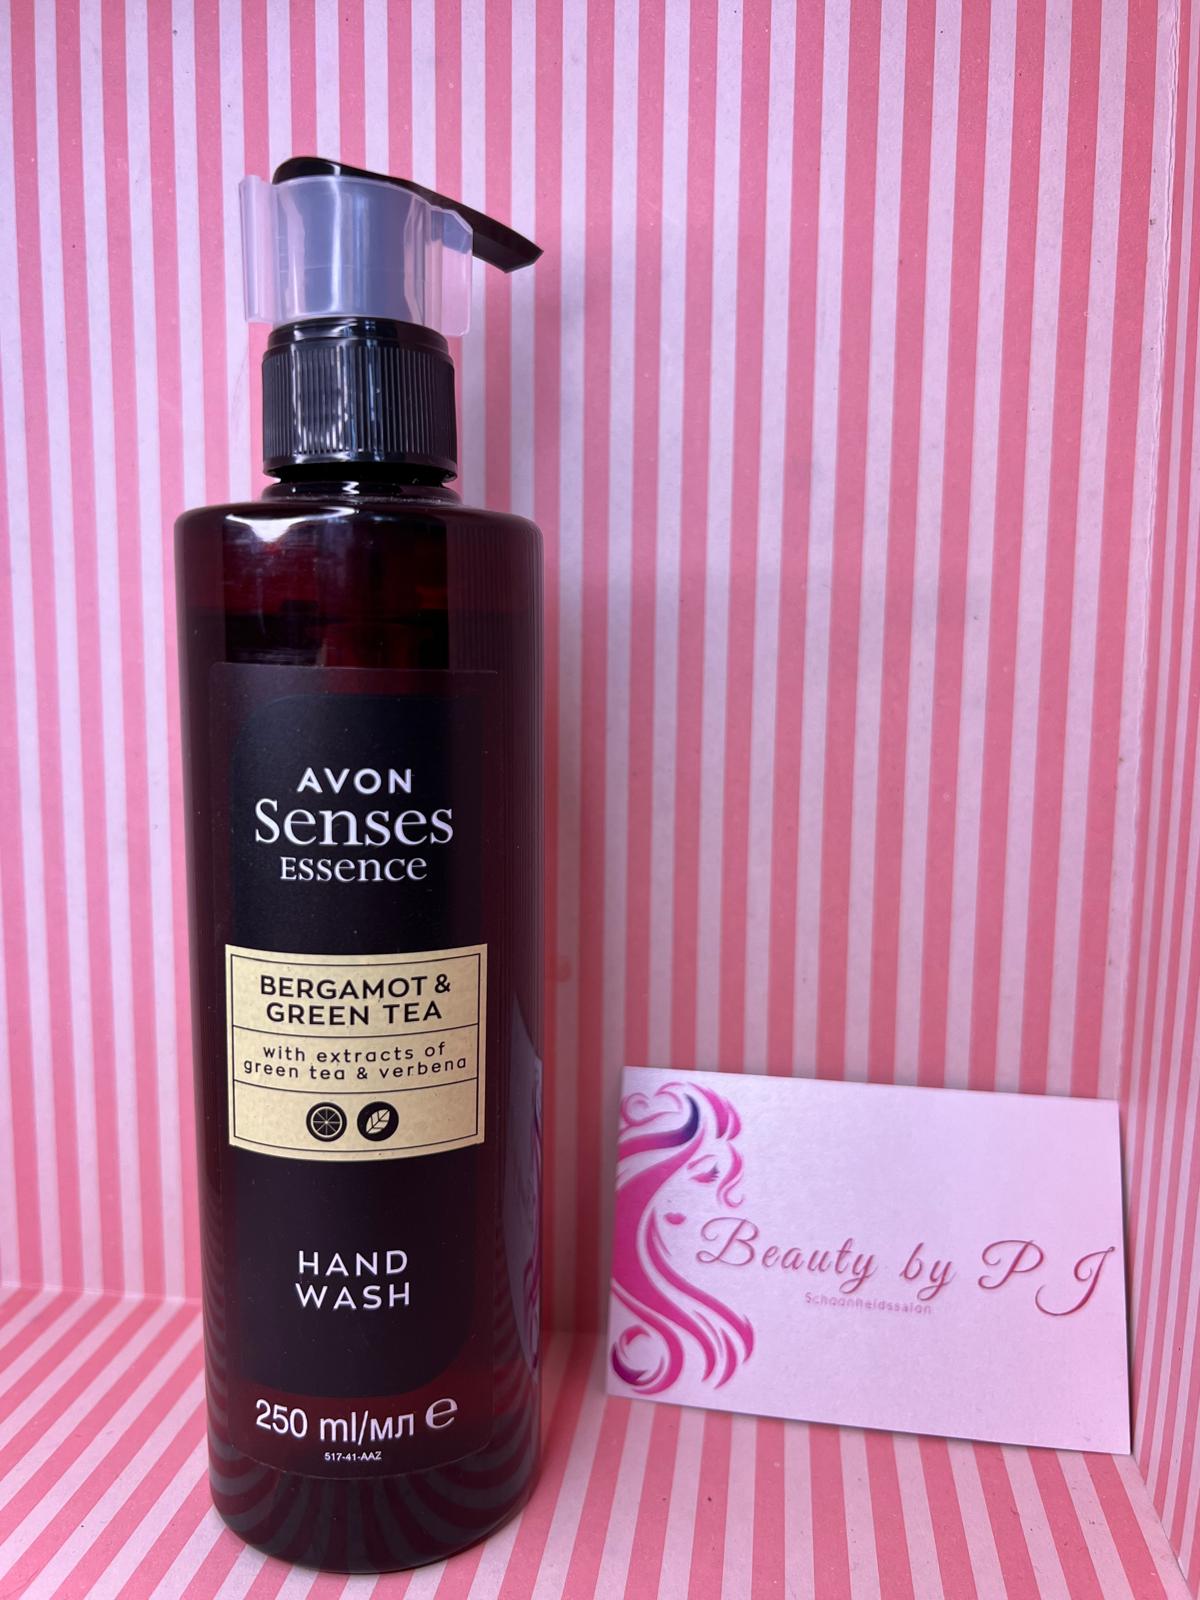 AVON
Senses
Essence
BERGAMOT &
GREEN TEA
with extracts of
green tea & verbena
HAND
WASH
250 ml/мл ℮
517-41-AAZ
Beauty by P J
Schoonheidssalon